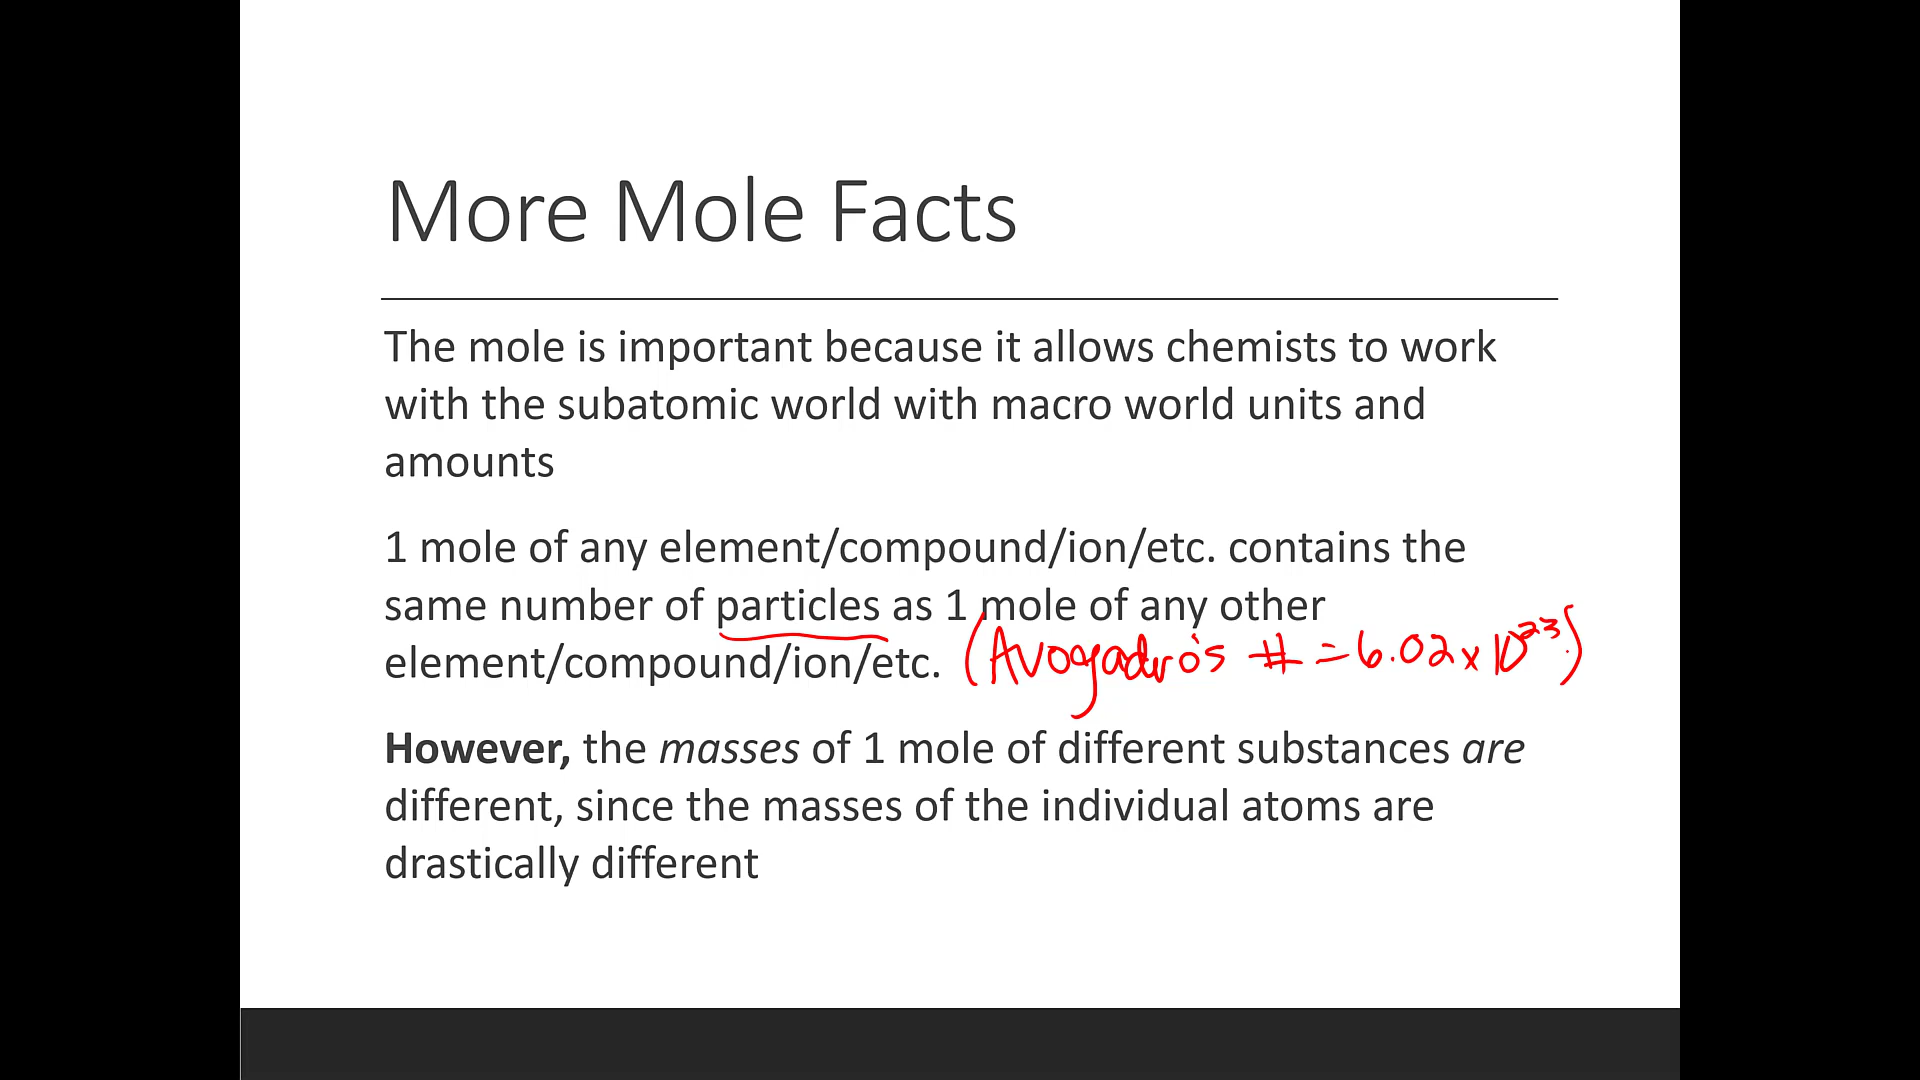 More Mole Facts
The mole is important because it allows chemists to work
with the subatomic world with macro world units and
amounts
1 mole of any element/compound/ion/etc. contains the
same number of particles as 1 mole of any other
element/compound/ion/etc. (Avogadro's # = 6.02 x 10²³)
However, the masses of 1 mole of different substances are
different, since the masses of the individual atoms are
drastically different